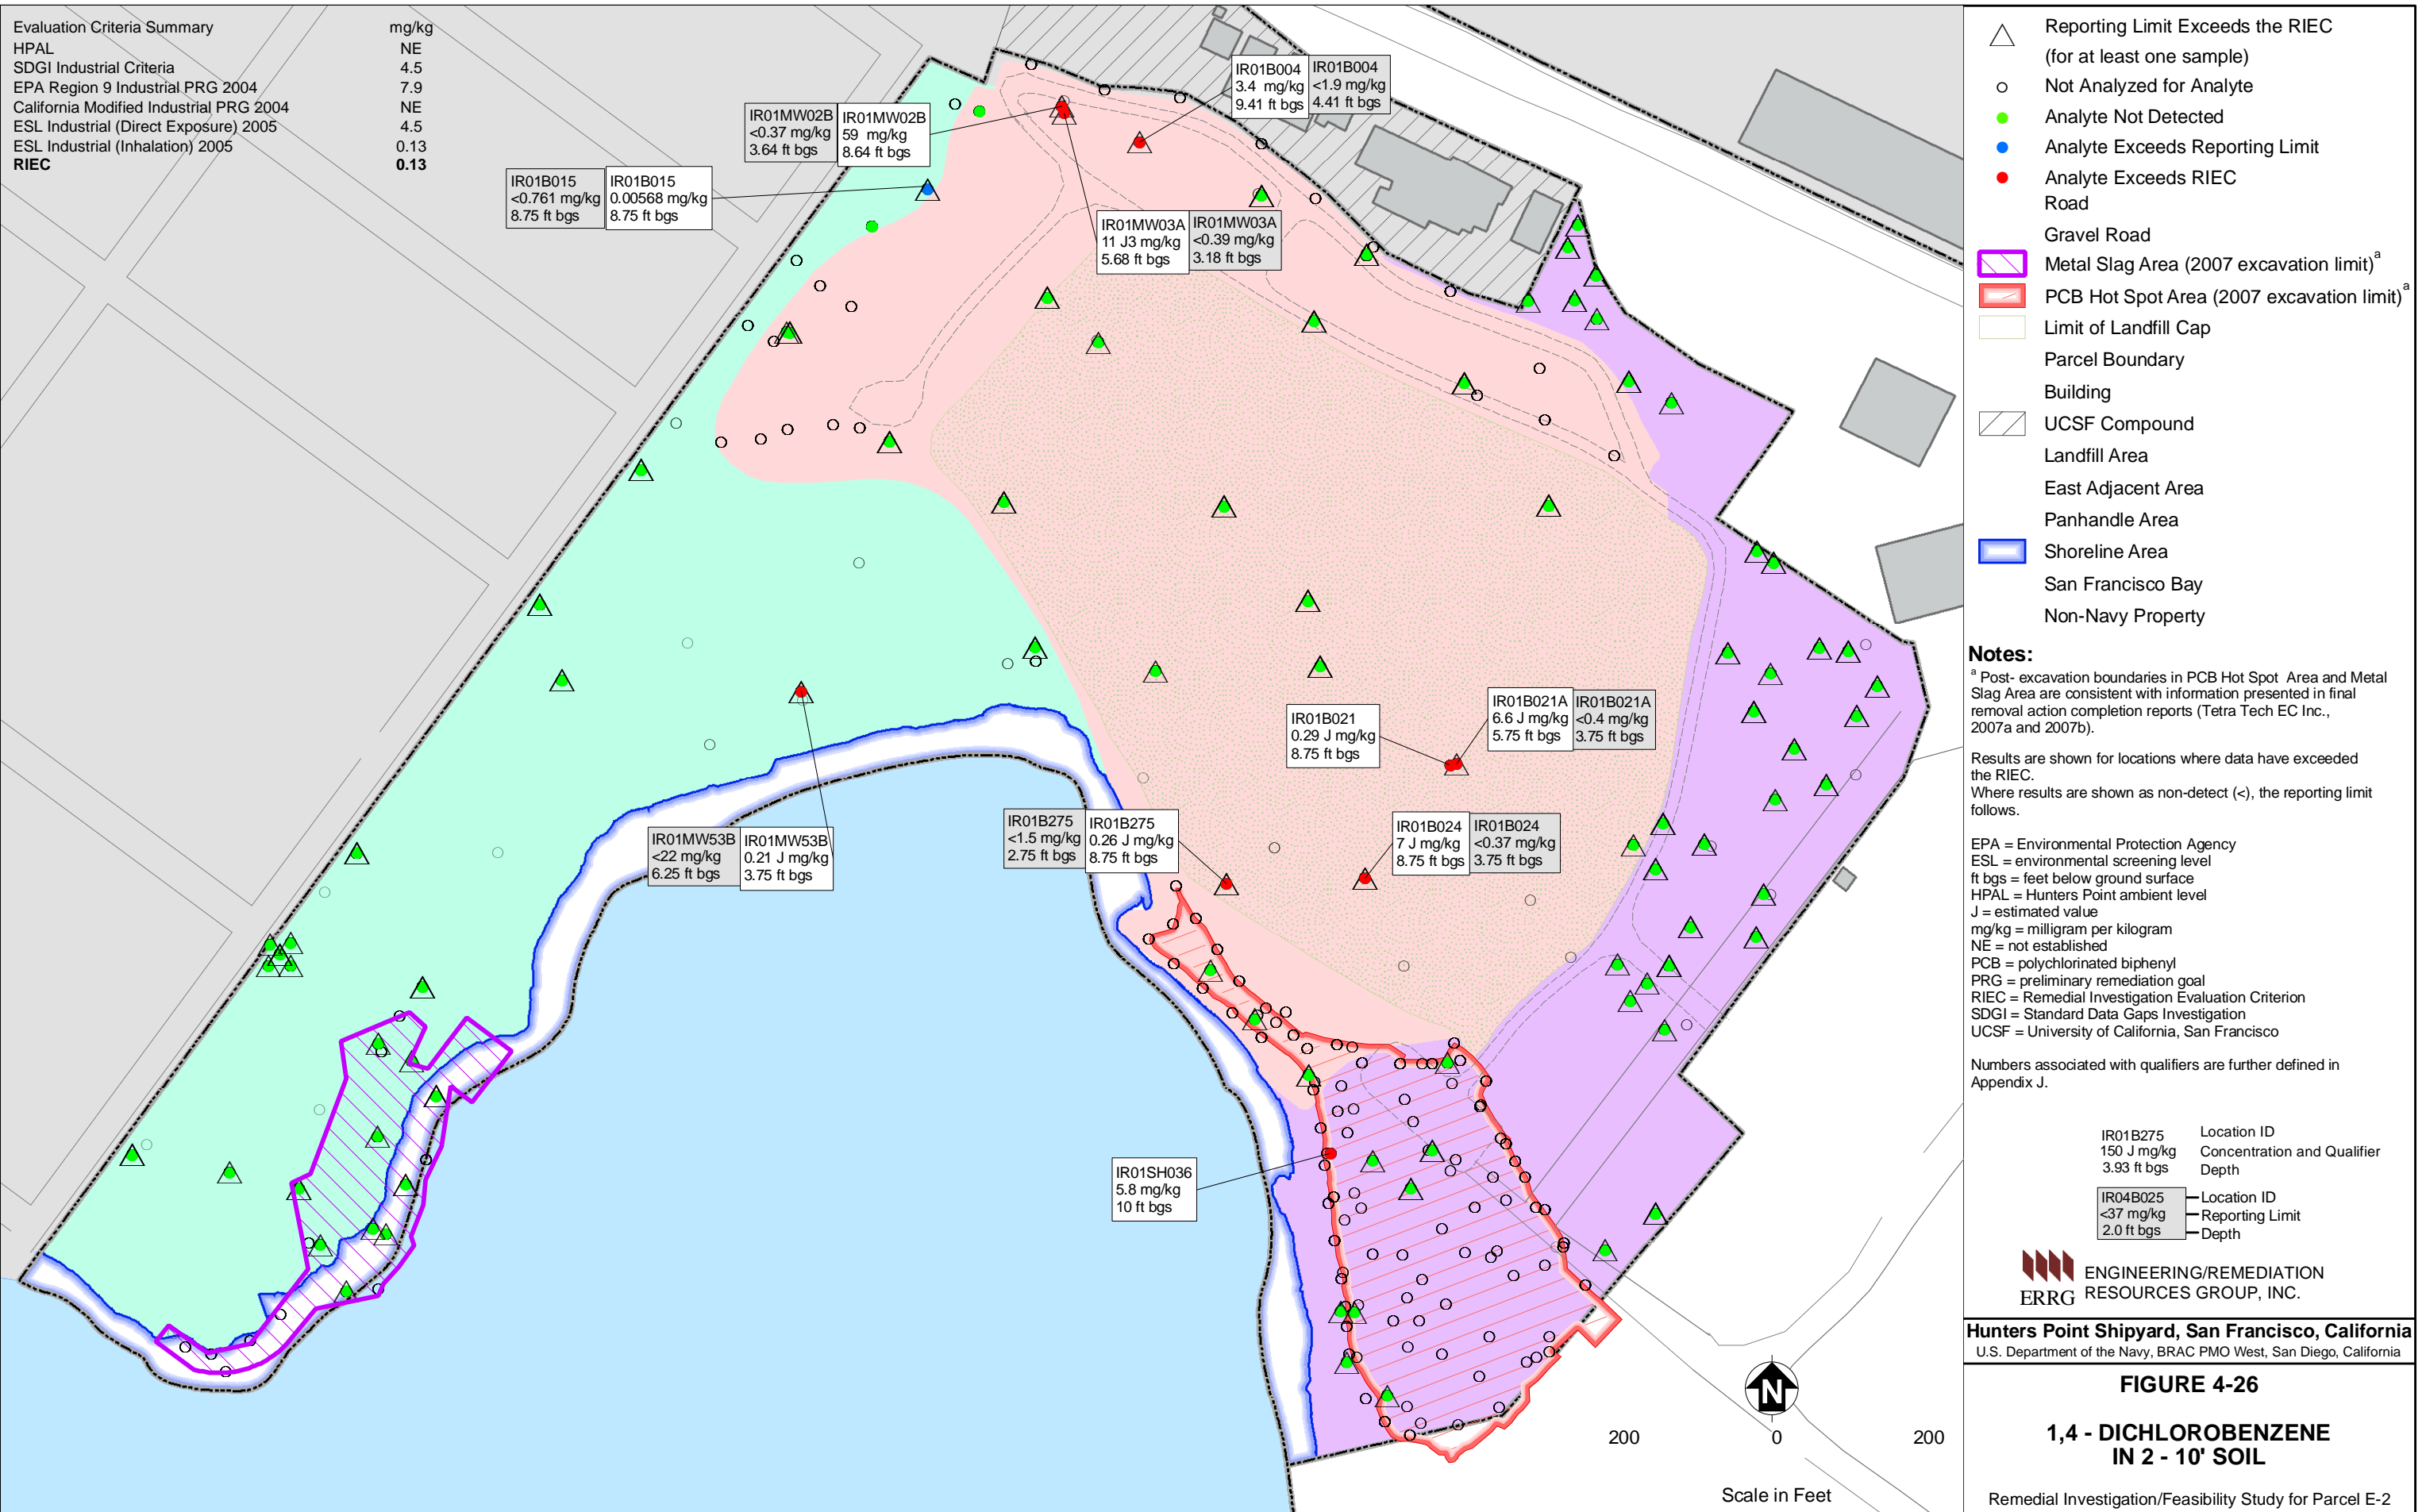 Evaluation Criteria Summary mg/kg
HPAL NE
SDGI Industrial Criteria 4.5
EPA Region 9 Industrial PRG 2004 7.9
California Modified Industrial PRG 2004 NE
ESL Industrial (Direct Exposure) 2005 4.5
ESL Industrial (Inhalation) 2005 0.13
RIEC 0.13
IR01B004
3.4 mg/kg
9.41 ft bgs
IR01B004
<1.9 mg/kg
4.41 ft bgs
IR01MW02B
<0.37 mg/kg
3.64 ft bgs
IR01MW02B
59 mg/kg
8.64 ft bgs
IR01B015
<0.761 mg/kg
8.75 ft bgs
IR01B015
0.00568 mg/kg
8.75 ft bgs
IR01MW03A
11 J3 mg/kg
5.68 ft bgs
IR01MW03A
<0.39 mg/kg
3.18 ft bgs
IR01B021
0.29 J mg/kg
8.75 ft bgs
IR01B021A
6.6 J mg/kg
5.75 ft bgs
IR01B021A
<0.4 mg/kg
3.75 ft bgs
IR01MW53B
<22 mg/kg
6.25 ft bgs
IR01MW53B
0.21 J mg/kg
3.75 ft bgs
IR01B275
<1.5 mg/kg
2.75 ft bgs
IR01B275
0.26 J mg/kg
8.75 ft bgs
IR01B024
7 J mg/kg
8.75 ft bgs
IR01B024
<0.37 mg/kg
3.75 ft bgs
IR01SH036
5.8 mg/kg
10 ft bgs
N
200 0 200
Scale in Feet
Reporting Limit Exceeds the RIEC
(for at least one sample)
Not Analyzed for Analyte
Analyte Not Detected
Analyte Exceeds Reporting Limit
Analyte Exceeds RIEC
Road
Gravel Road
Metal Slag Area (2007 excavation limit)a
PCB Hot Spot Area (2007 excavation limit)a
Limit of Landfill Cap
Parcel Boundary
Building
UCSF Compound
Landfill Area
East Adjacent Area
Panhandle Area
Shoreline Area
San Francisco Bay
Non-Navy Property
Notes:
a Post- excavation boundaries in PCB Hot Spot Area and Metal
Slag Area are consistent with information presented in final
removal action completion reports (Tetra Tech EC Inc.,
2007a and 2007b).
Results are shown for locations where data have exceeded
the RIEC.
Where results are shown as non-detect (<), the reporting limit
follows.
EPA = Environmental Protection Agency
ESL = environmental screening level
ft bgs = feet below ground surface
HPAL = Hunters Point ambient level
J = estimated value
mg/kg = milligram per kilogram
NE = not established
PCB = polychlorinated biphenyl
PRG = preliminary remediation goal
RIEC = Remedial Investigation Evaluation Criterion
SDGI = Standard Data Gaps Investigation
UCSF = University of California, San Francisco
Numbers associated with qualifiers are further defined in
Appendix J.
IR01B275 Location ID
150 J mg/kg Concentration and Qualifier
3.93 ft bgs Depth
IR04B025 Location ID
<37 mg/kg Reporting Limit
2.0 ft bgs Depth
ERRG
ENGINEERING/REMEDIATION
RESOURCES GROUP, INC.
Hunters Point Shipyard, San Francisco, California
U.S. Department of the Navy, BRAC PMO West, San Diego, California
FIGURE 4-26
1,4 - DICHLOROBENZENE
IN 2 - 10' SOIL
Remedial Investigation/Feasibility Study for Parcel E-2